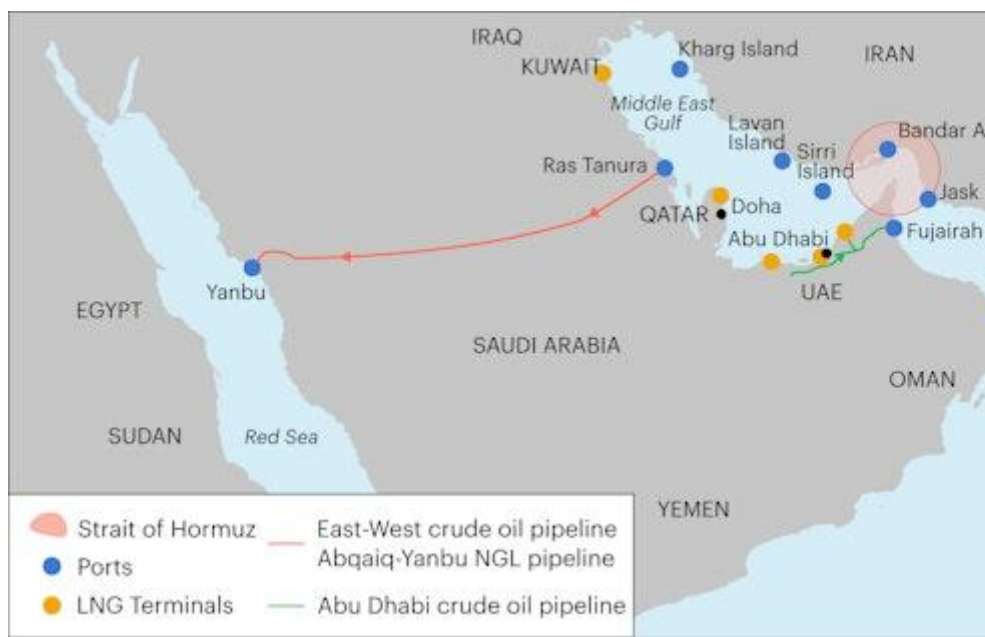 IRAQ
KUWAIT
Kharg Island
IRAN
Middle East
Gulf
Lavan
Island
Sirri
Island
Bandar A
Ras Tanura
Jask
QATAR
Doha
Abu Dhabi
Fujairah
Yanbu
UAE
EGYPT
SAUDI ARABIA
OMAN
SUDAN
Red Sea
YEMEN
Strait of Hormuz
Ports
LNG Terminals
East-West crude oil pipeline
Abqaiq-Yanbu NGL pipeline
Abu Dhabi crude oil pipeline